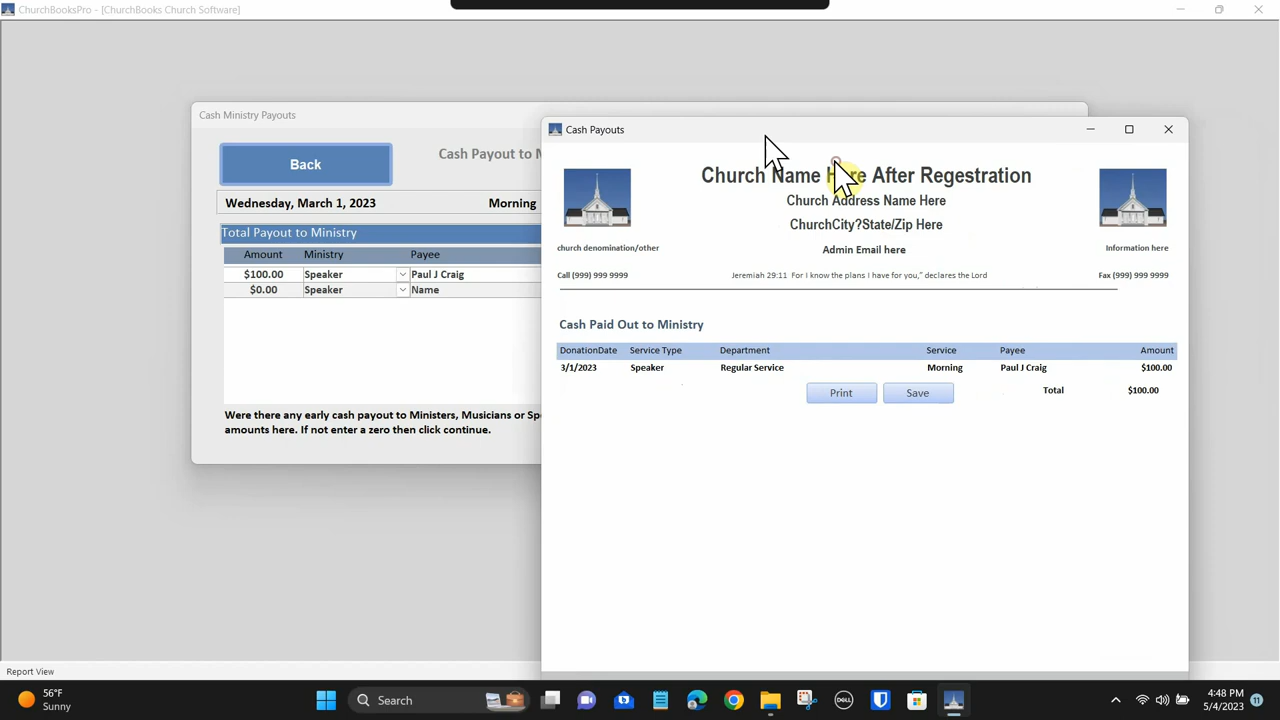 ChurchBooksPro - [ChurchBooks Church Software]
Cash Ministry Payouts
Back
Cash Payout to M
Wednesday, March 1, 2023 Morning
Total Payout to Ministry
Amount Ministry Payee
$100.00 Speaker Paul J Craig
$0.00 Speaker Name
Were there any early cash payout to Ministers, Musicians or Sp
amounts here. If not enter a zero then click continue.
Cash Payouts
Church Name Here After Regestration
Church Address Name Here
ChurchCity?State/Zip Here
church denomination/other Admin Email here Information here
Call (999) 999 9999 Jeremiah 29:11 For I know the plans I have for you,” declares the Lord Fax (999) 999 9999
Cash Paid Out to Ministry
DonationDate Service Type Department Service Payee Amount
3/1/2023 Speaker Regular Service Morning Paul J Craig $100.00
Print Save Total $100.00
Report View
56°F
Sunny
Search
DELL
4:48 PM
5/4/2023
11